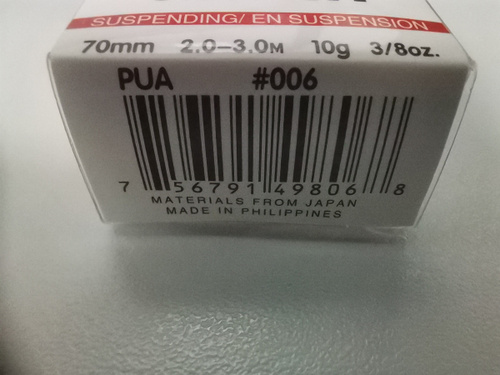 SUSPENDING/ EN SUSPENSION
70mm 2.0-3.0M 10g 3/8oz.
PUA #006
7 56791 49806 8
MATERIALS FROM JAPAN
MADE IN PHILIPPINES